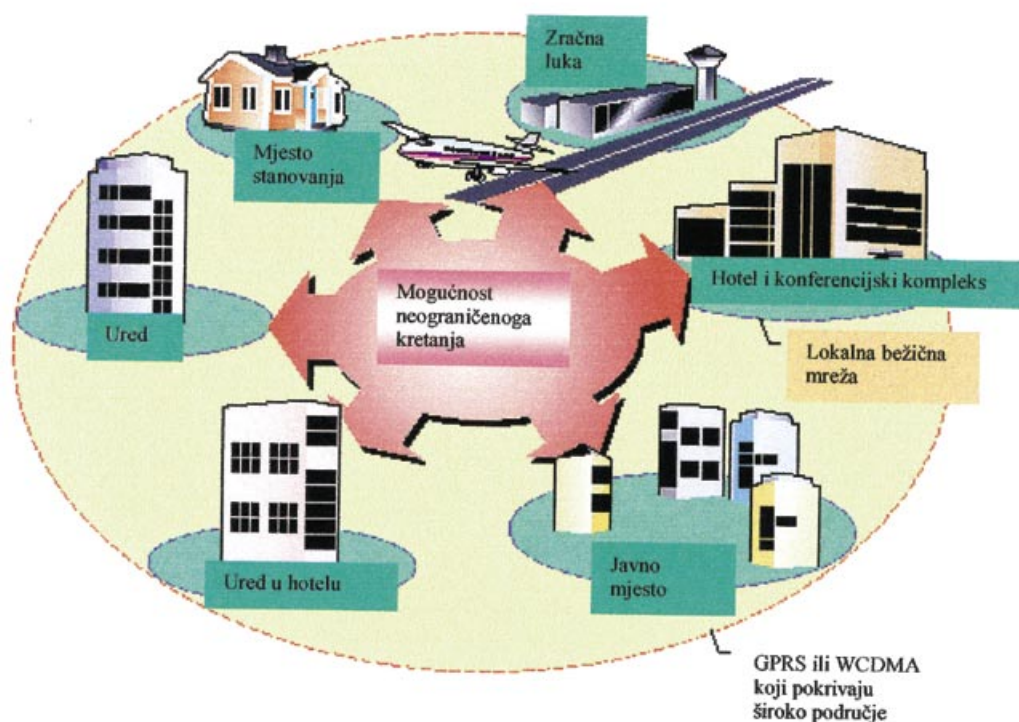 Zračna
luka
Mjesto
stanovanja
Hotel i konferencijski kompleks
Mogućnost
neograničenoga
kretanja
Ured
Lokalna bežična
mreža
Ured u hotelu
Javno
mjesto
GPRS ili WCDMA
koji pokrivaju
široko područje